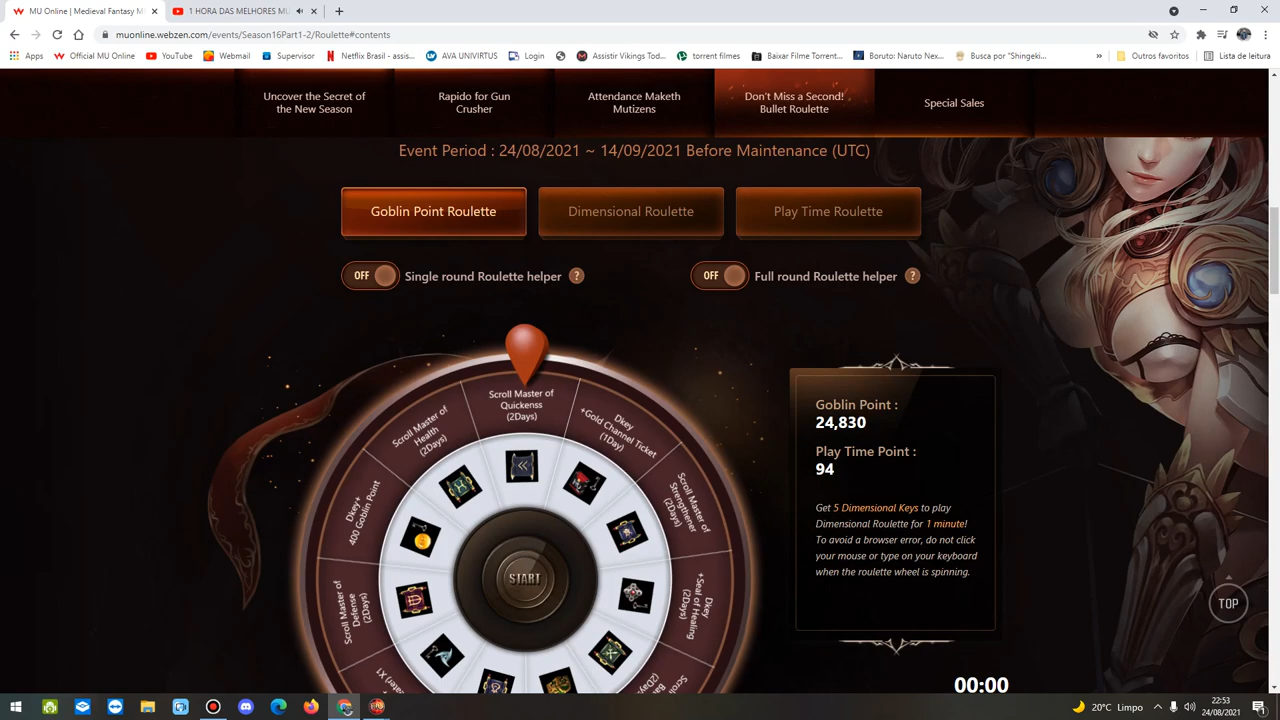 MU Online | Medieval Fantasy M
1 HORA DAS MELHORES MU
muonline.webzen.com/events/Season16Part1-2/Roulette#contents
Apps
Official MU Online
YouTube
Webmail
Supervisor
Netflix Brasil - assis...
AVA UNIVIRTUS
Login
Assistir Vikings Tod...
torrent filmes
Baixar Filme Torrent...
Boruto: Naruto Nex...
Busca por "Shingeki...
»
Outros favoritos
Lista de leitura
Uncover the Secret of
the New Season
Rapido for Gun
Crusher
Attendance Maketh
Mutizens
Don't Miss a Second!
Bullet Roulette
Special Sales
Event Period : 24/08/2021 ~ 14/09/2021 Before Maintenance (UTC)
Goblin Point Roulette
Dimensional Roulette
Play Time Roulette
OFF
Single round Roulette helper
?
OFF
Full round Roulette helper
?
Scroll Master of
Quickenss
(2Days)
Scroll Master of
Health
(2Days)
Dkey
+Gold Channel Ticket
(1Day)
Dkey+
400 Goblin Point
Scroll Master of
Strengthener
(2Days)
Scroll Master of
Defense
(2Days)
Dkey
+Seal of Healing
(2Days)
START
Goblin Point :
24,830
Play Time Point :
94
Get 5 Dimensional Keys to play
Dimensional Roulette for 1 minute!
To avoid a browser error, do not click
your mouse or type on your keyboard
when the roulette wheel is spinning.
TOP
00:00
20°C Limpo
22:53
24/08/2021